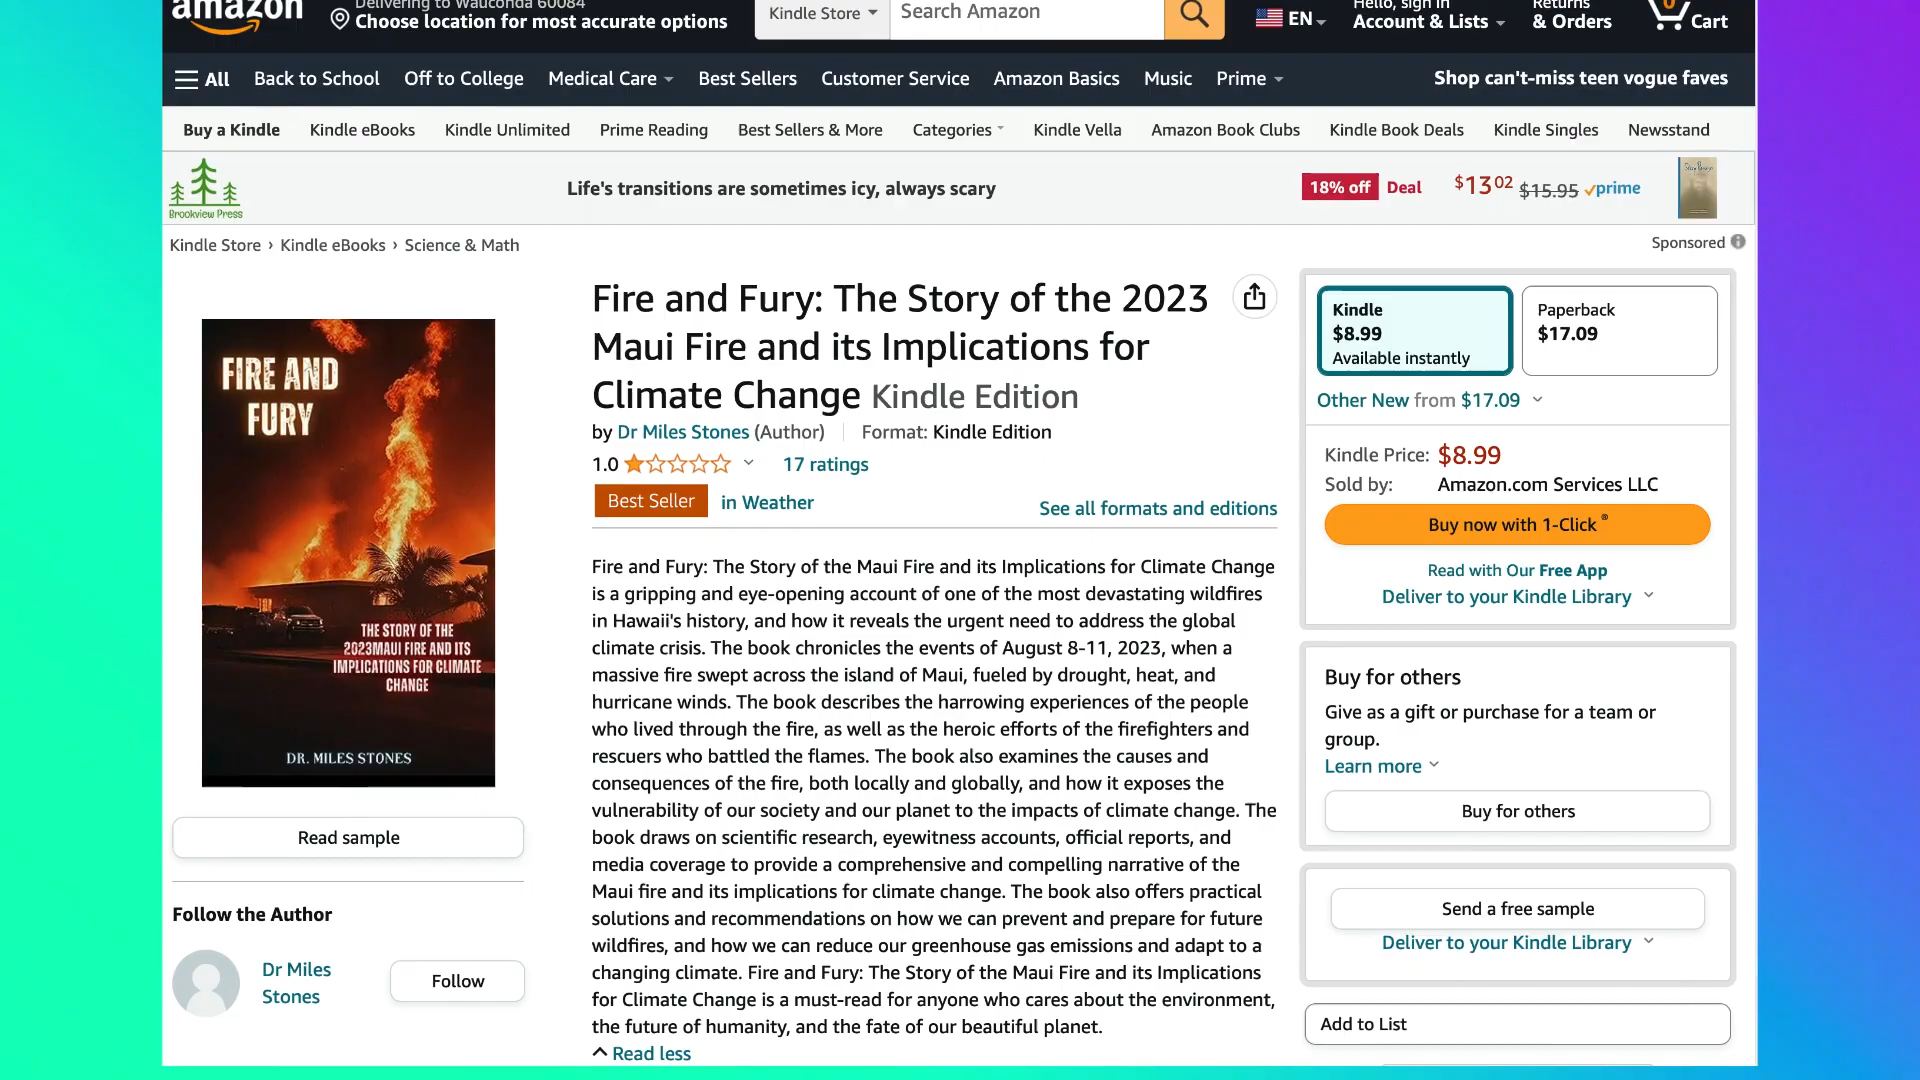 amazon
Delivering to Wauconda 60084
Choose location for most accurate options
Kindle Store
Search Amazon
EN
Hello, sign in
Account & Lists
Returns
& Orders
0
Cart
All
Back to School
Off to College
Medical Care
Best Sellers
Customer Service
Amazon Basics
Music
Prime
Shop can't-miss teen vogue faves
Buy a Kindle
Kindle eBooks
Kindle Unlimited
Prime Reading
Best Sellers & More
Categories
Kindle Vella
Amazon Book Clubs
Kindle Book Deals
Kindle Singles
Newsstand
Brookview Press
Life's transitions are sometimes icy, always scary
18% off
Deal
$13 02
$15.95
prime
Kindle Store › Kindle eBooks › Science & Math
Sponsored
FIRE AND
FURY
THE STORY OF THE
2023MAUI FIRE AND ITS
IMPLICATIONS FOR CLIMATE
CHANGE
DR. MILES STONES
Read sample
Follow the Author
Dr Miles
Stones
Follow
Fire and Fury: The Story of the 2023
Maui Fire and its Implications for
Climate Change Kindle Edition
by Dr Miles Stones (Author)
Format: Kindle Edition
1.0
17 ratings
Best Seller
in Weather
See all formats and editions
Fire and Fury: The Story of the Maui Fire and its Implications for Climate Change
is a gripping and eye-opening account of one of the most devastating wildfires
in Hawaii's history, and how it reveals the urgent need to address the global
climate crisis. The book chronicles the events of August 8-11, 2023, when a
massive fire swept across the island of Maui, fueled by drought, heat, and
hurricane winds. The book describes the harrowing experiences of the people
who lived through the fire, as well as the heroic efforts of the firefighters and
rescuers who battled the flames. The book also examines the causes and
consequences of the fire, both locally and globally, and how it exposes the
vulnerability of our society and our planet to the impacts of climate change. The
book draws on scientific research, eyewitness accounts, official reports, and
media coverage to provide a comprehensive and compelling narrative of the
Maui fire and its implications for climate change. The book also offers practical
solutions and recommendations on how we can prevent and prepare for future
wildfires, and how we can reduce our greenhouse gas emissions and adapt to a
changing climate. Fire and Fury: The Story of the Maui Fire and its Implications
for Climate Change is a must-read for anyone who cares about the environment,
the future of humanity, and the fate of our beautiful planet.
Read less
Kindle
$8.99
Available instantly
Paperback
$17.09
Other New from $17.09
Kindle Price: $8.99
Sold by: Amazon.com Services LLC
Buy now with 1-Click ®
Read with Our Free App
Deliver to your Kindle Library
Buy for others
Give as a gift or purchase for a team or
group.
Learn more
Buy for others
Send a free sample
Deliver to your Kindle Library
Add to List